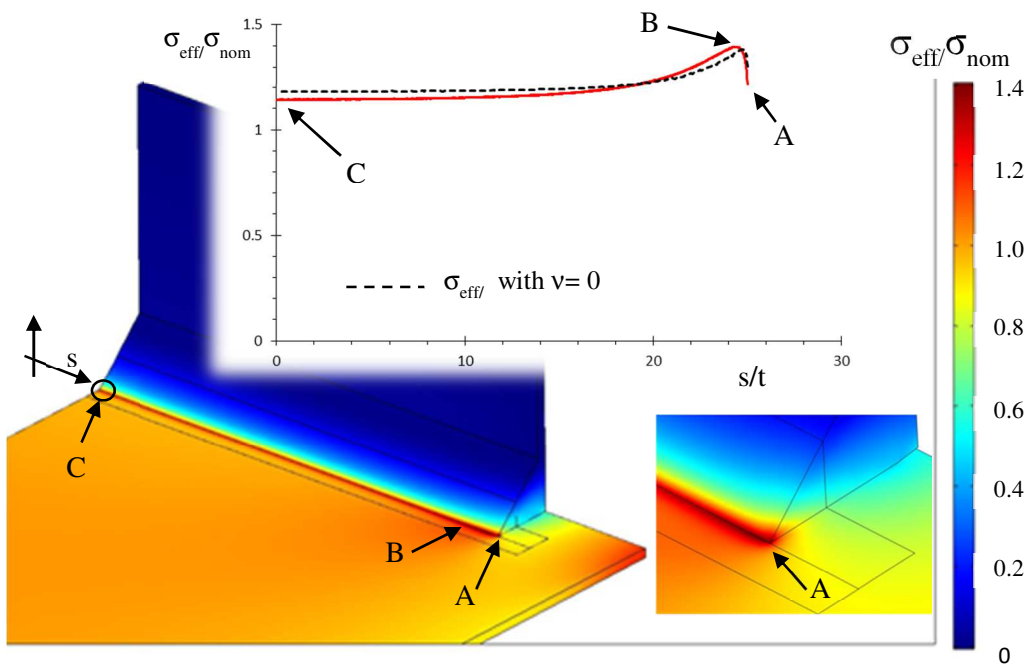 1.5
B
σeff/σnom
σeff/σnom
1.4
A
1
C
1.2
1.0
0.5
σeff/ with ν= 0
0.8
0
0 10 20 30
s
s/t
0.6
C
0.4
B
A
A
0.2
0